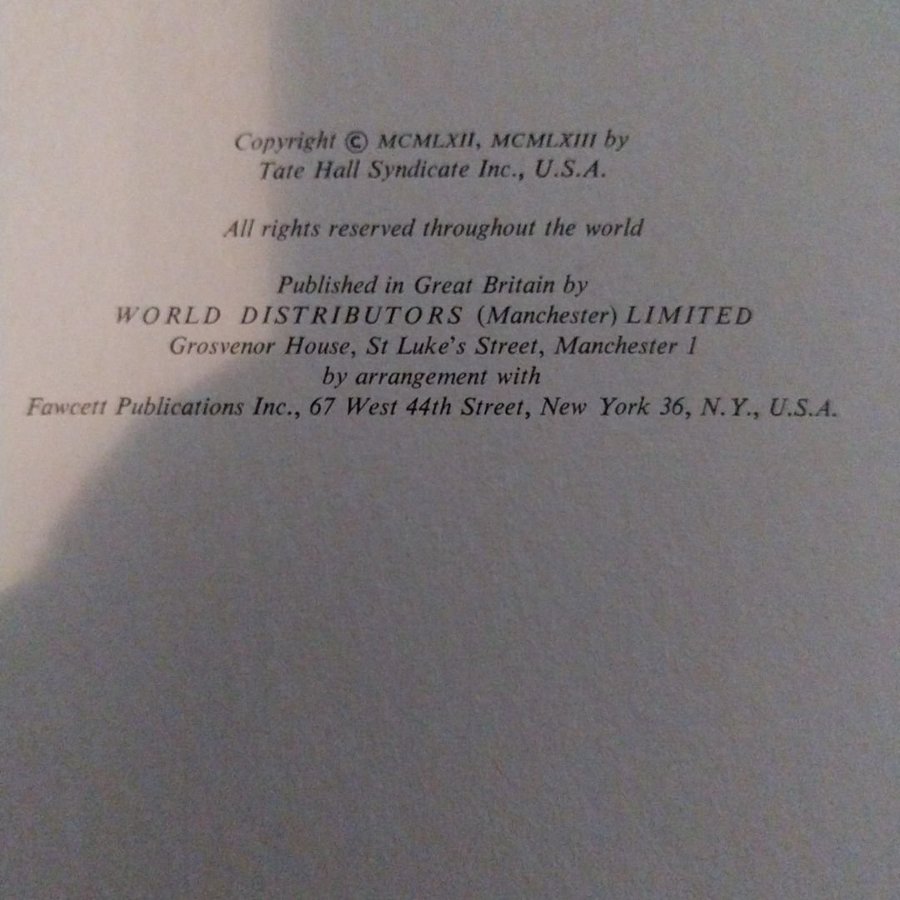 Copyright © MCMLXII, MCMLXIII by
Tate Hall Syndicate Inc., U.S.A.
All rights reserved throughout the world
Published in Great Britain by
WORLD DISTRIBUTORS (Manchester) LIMITED
Grosvenor House, St Luke's Street, Manchester 1
by arrangement with
Fawcett Publications Inc., 67 West 44th Street, New York 36, N.Y., U.S.A.